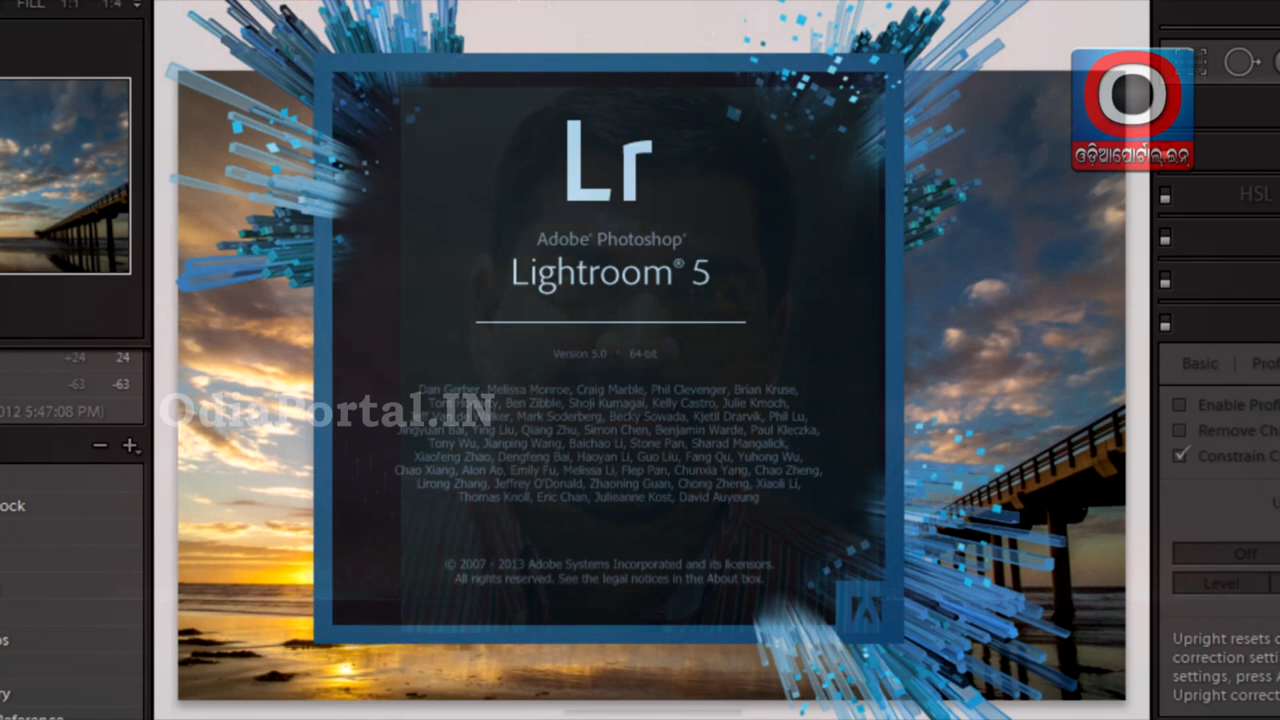 FILL 1:1 1:4
ଓଡ଼ିଆପୋର୍ଟାଲ୍.ଇନ୍
HSL
Lr
Adobe® Photoshop®
Lightroom® 5
Version 5.0 64-bit
+24 24
-63 -63
2012 5:47:08 PM)
Dan Gerber, Melissa Monroe, Craig Marble, Phil Clevenger, Brian Kruse,
Ben Zibble, Shoji Kumagai, Kelly Castro, Julie Kmoch,
Mark Soderberg, Becky Sowada, Kjetil Drarvik, Phil Lu,
Jingyuan Bai, Ying Liu, Qiang Zhu, Simon Chen, Benjamin Warde, Paul Kleczka,
Tony Wu, Jianping Wang, Baichao Li, Stone Pan, Sharad Mangalick,
Xiaofeng Zhao, Dengfeng Bai, Haoyan Li, Guo Liu, Fang Qu, Yuhong Wu,
Chao Xiang, Alon Ao, Emily Fu, Melissa Li, Flep Pan, Chunxia Yang, Chao Zheng,
Lirong Zhang, Jeffrey O'Donald, Zhaoning Guan, Chong Zheng, Xiaoli Li,
Thomas Knoll, Eric Chan, Julieanne Kost, David Auyeung
OdiaPortal.IN
© 2007 - 2013 Adobe Systems Incorporated and its licensors.
All rights reserved. See the legal notices in the About box.
Basic |
Enable Profi
Remove Ch
Constrain C
Off
Level
Upright resets
correction setti
settings, press
Upright correct